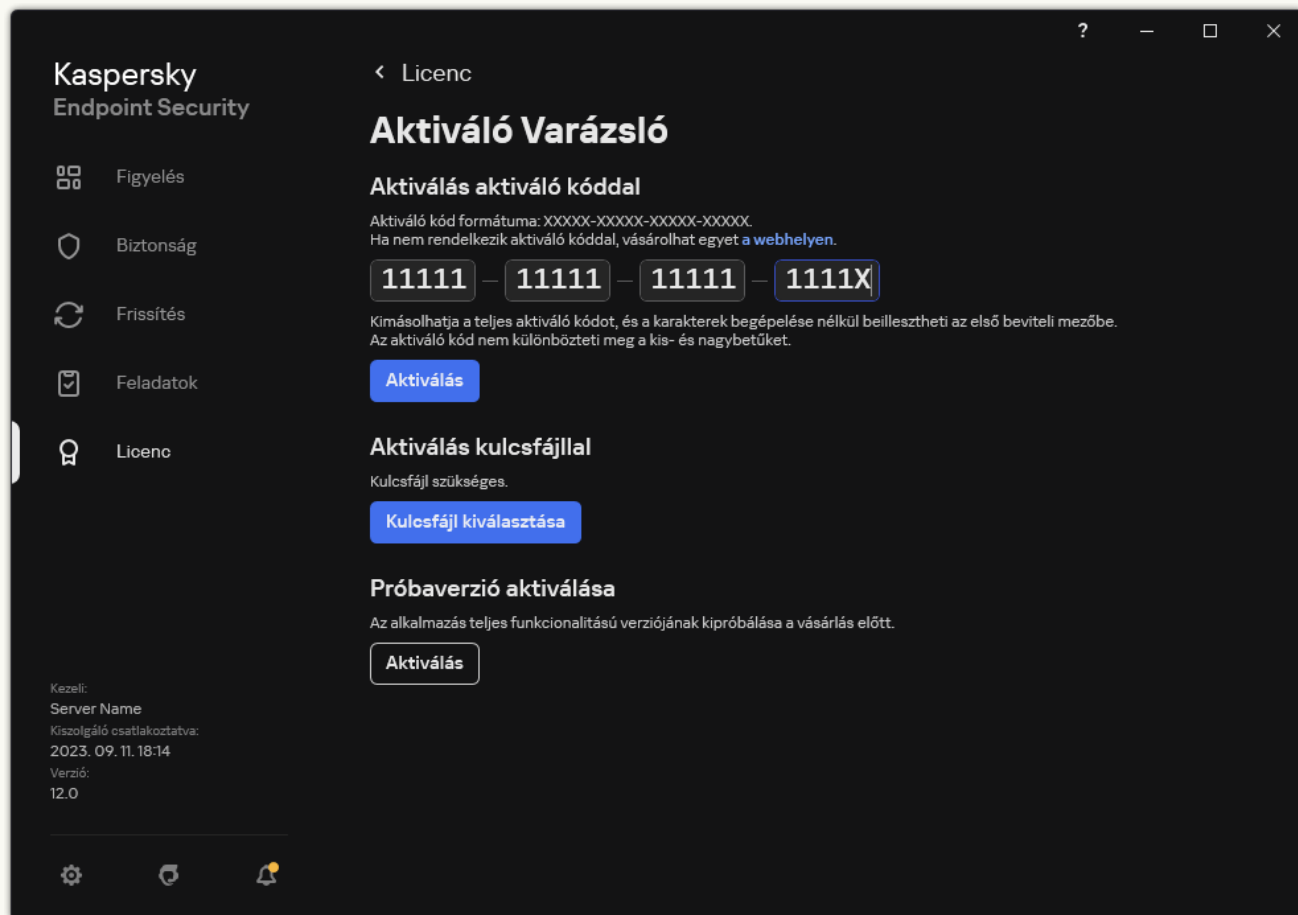 ?
Kaspersky
Endpoint Security
Figyelés
Biztonság
Frissítés
Feladatok
Licenc
Kezeli:
Server Name
Kiszolgáló csatlakoztatva:
2023. 09. 11. 18:14
Verzió:
12.0
Licenc
Aktiváló Varázsló
Aktiválás aktiváló kóddal
Aktiváló kód formátuma: XXXXX-XXXXX-XXXXX-XXXXX.
Ha nem rendelkezik aktiváló kóddal, vásárolhat egyet a webhelyen.
11111 — 11111 — 11111 — 1111X
Kimásolhatja a teljes aktiváló kódot, és a karakterek begépelése nélkül beillesztheti az első beviteli mezőbe.
Az aktiváló kód nem különbözteti meg a kis- és nagybetűket.
Aktiválás
Aktiválás kulcsfájllal
Kulcsfájl szükséges.
Kulcsfájl kiválasztása
Próbaverzió aktiválása
Az alkalmazás teljes funkcionalitású verziójának kipróbálása a vásárlás előtt.
Aktiválás